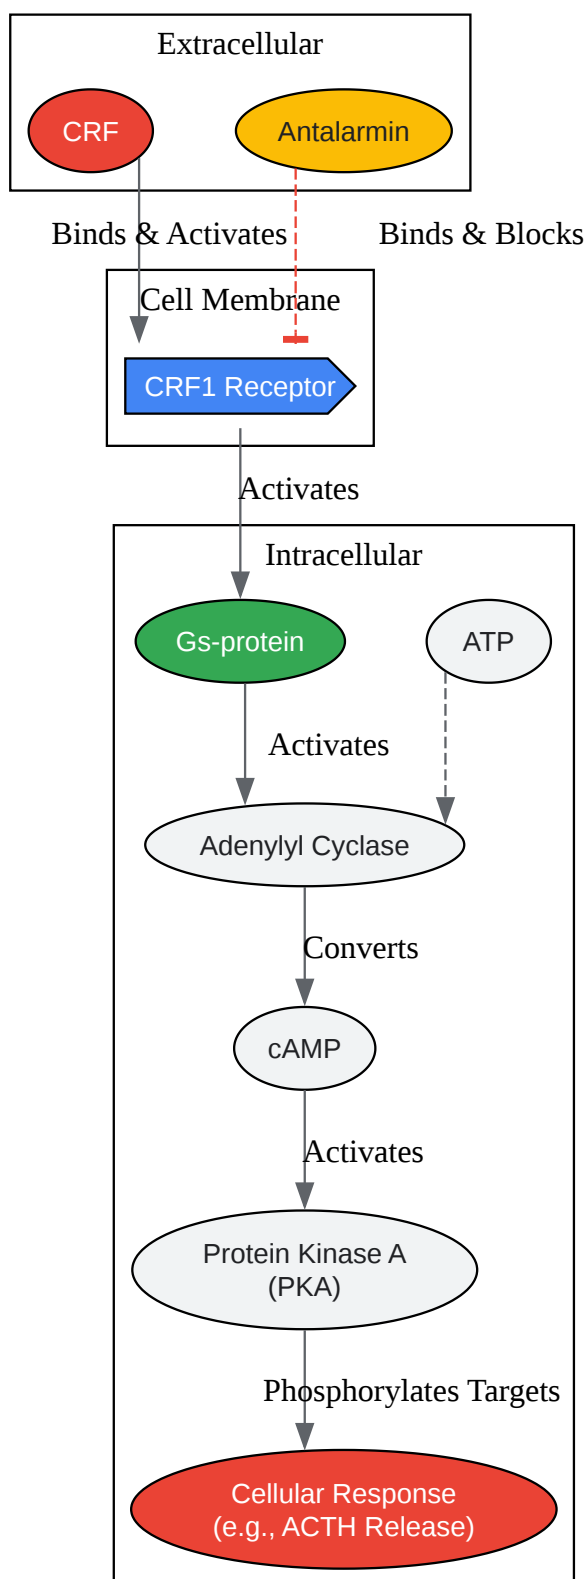 Extracellular
CRF
Antalarmin
Binds & Activates
Binds & Blocks
Cell Membrane
CRF1 Receptor
Activates
Intracellular
Gs-protein
ATP
Activates
Adenylyl Cyclase
Converts
cAMP
Activates
Protein Kinase A
(PKA)
Phosphorylates Targets
Cellular Response
(e.g., ACTH Release)